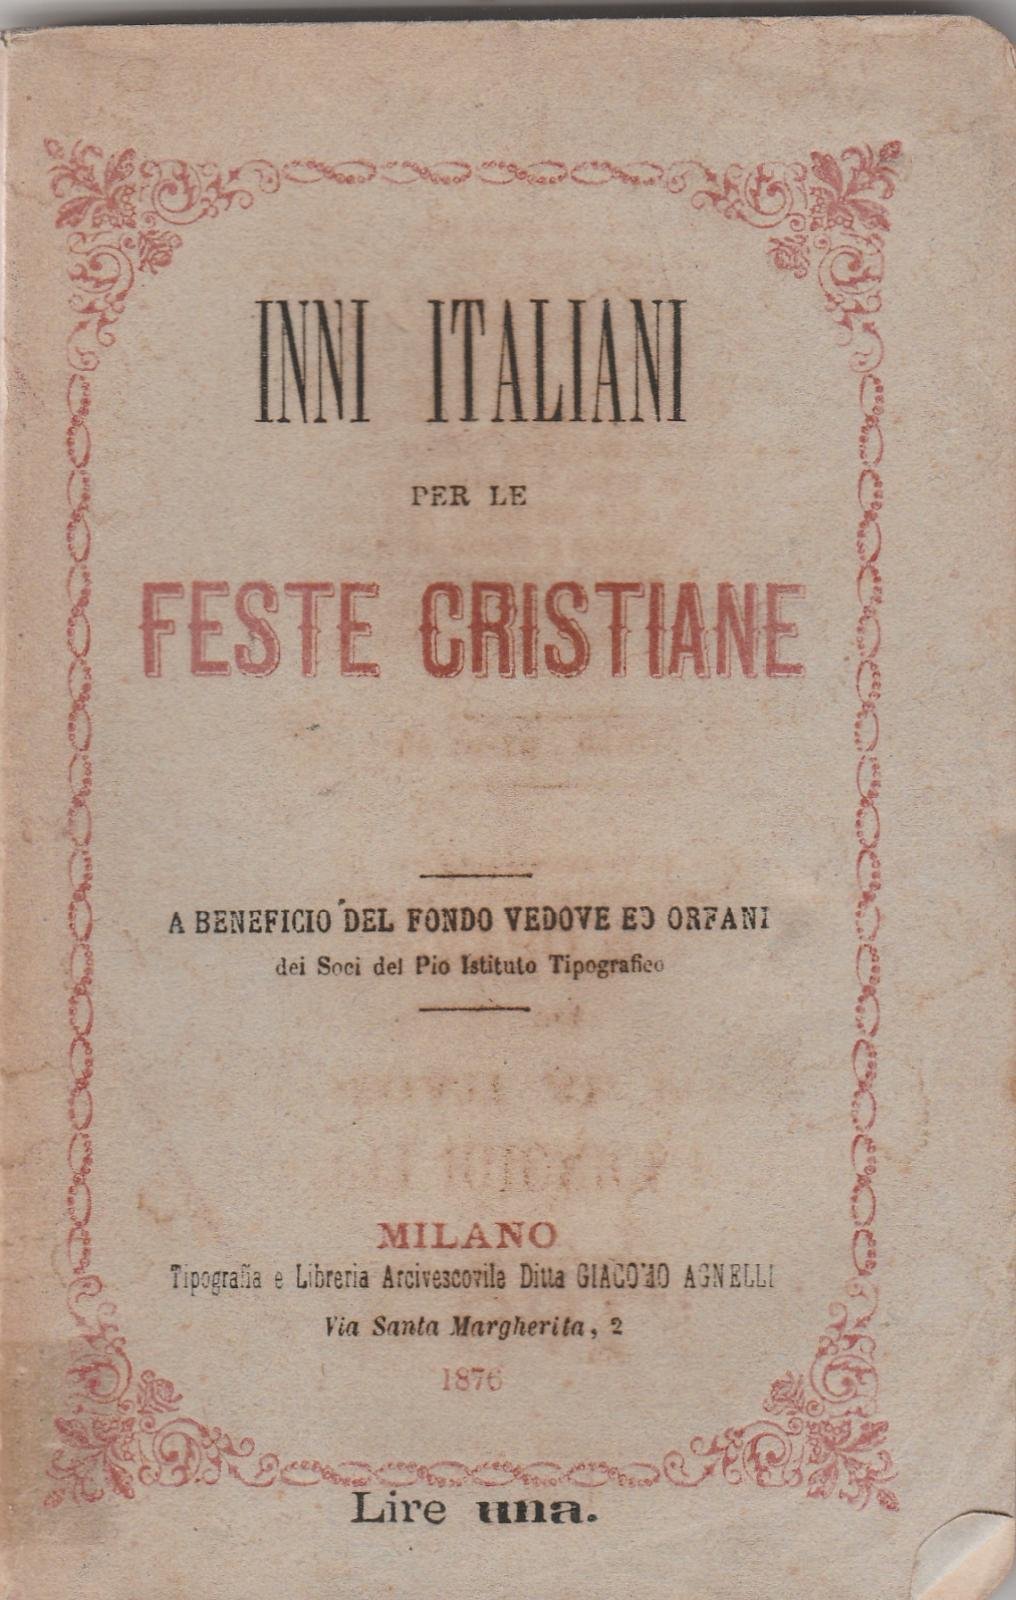 INNI ITALIANI
PER LE
FESTE CRISTIANE
A BENEFICIO DEL FONDO VEDOVE ED ORFANI
dei Soci del Pio Istituto Tipografico
MILANO
Tipografia e Libreria Arcivescovile Ditta GIACOMO AGNELLI
Via Santa Margherita, 2
1876
Lire una.